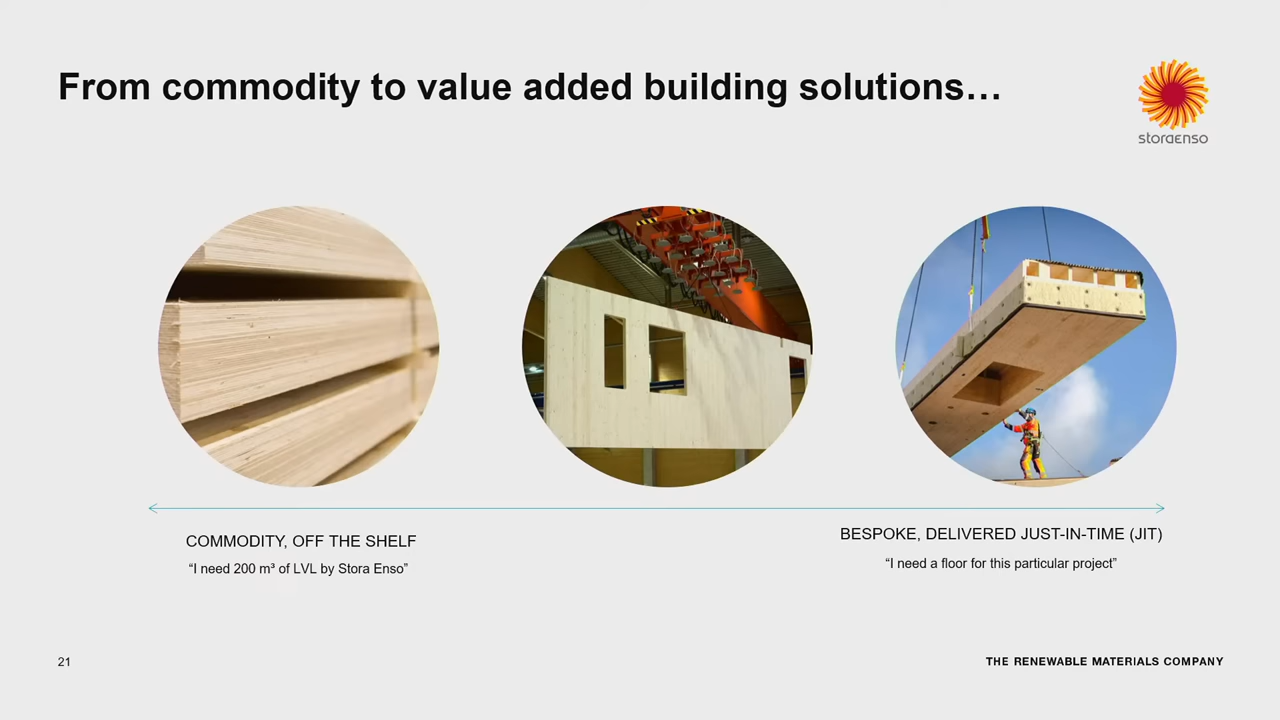 From commodity to value added building solutions…
storaenso
COMMODITY, OFF THE SHELF
“I need 200 m³ of LVL by Stora Enso”
BESPOKE, DELIVERED JUST-IN-TIME (JIT)
“I need a floor for this particular project”
21
THE RENEWABLE MATERIALS COMPANY